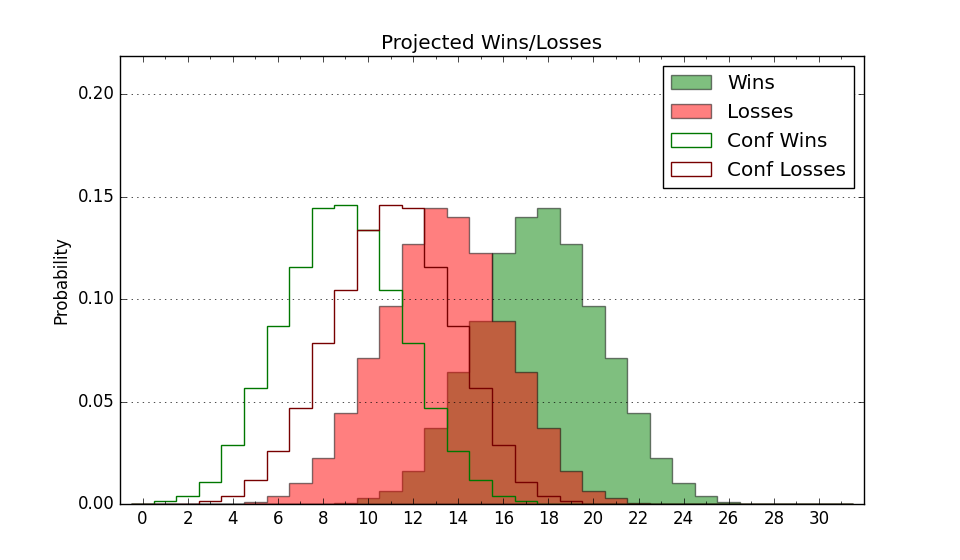 Projected Wins/Losses
Wins
Losses
Conf Wins
Conf Losses
Probability
0.20
0.15
0.10
0.05
0.00
0 2 4 6 8 10 12 14 16 18 20 22 24 26 28 30